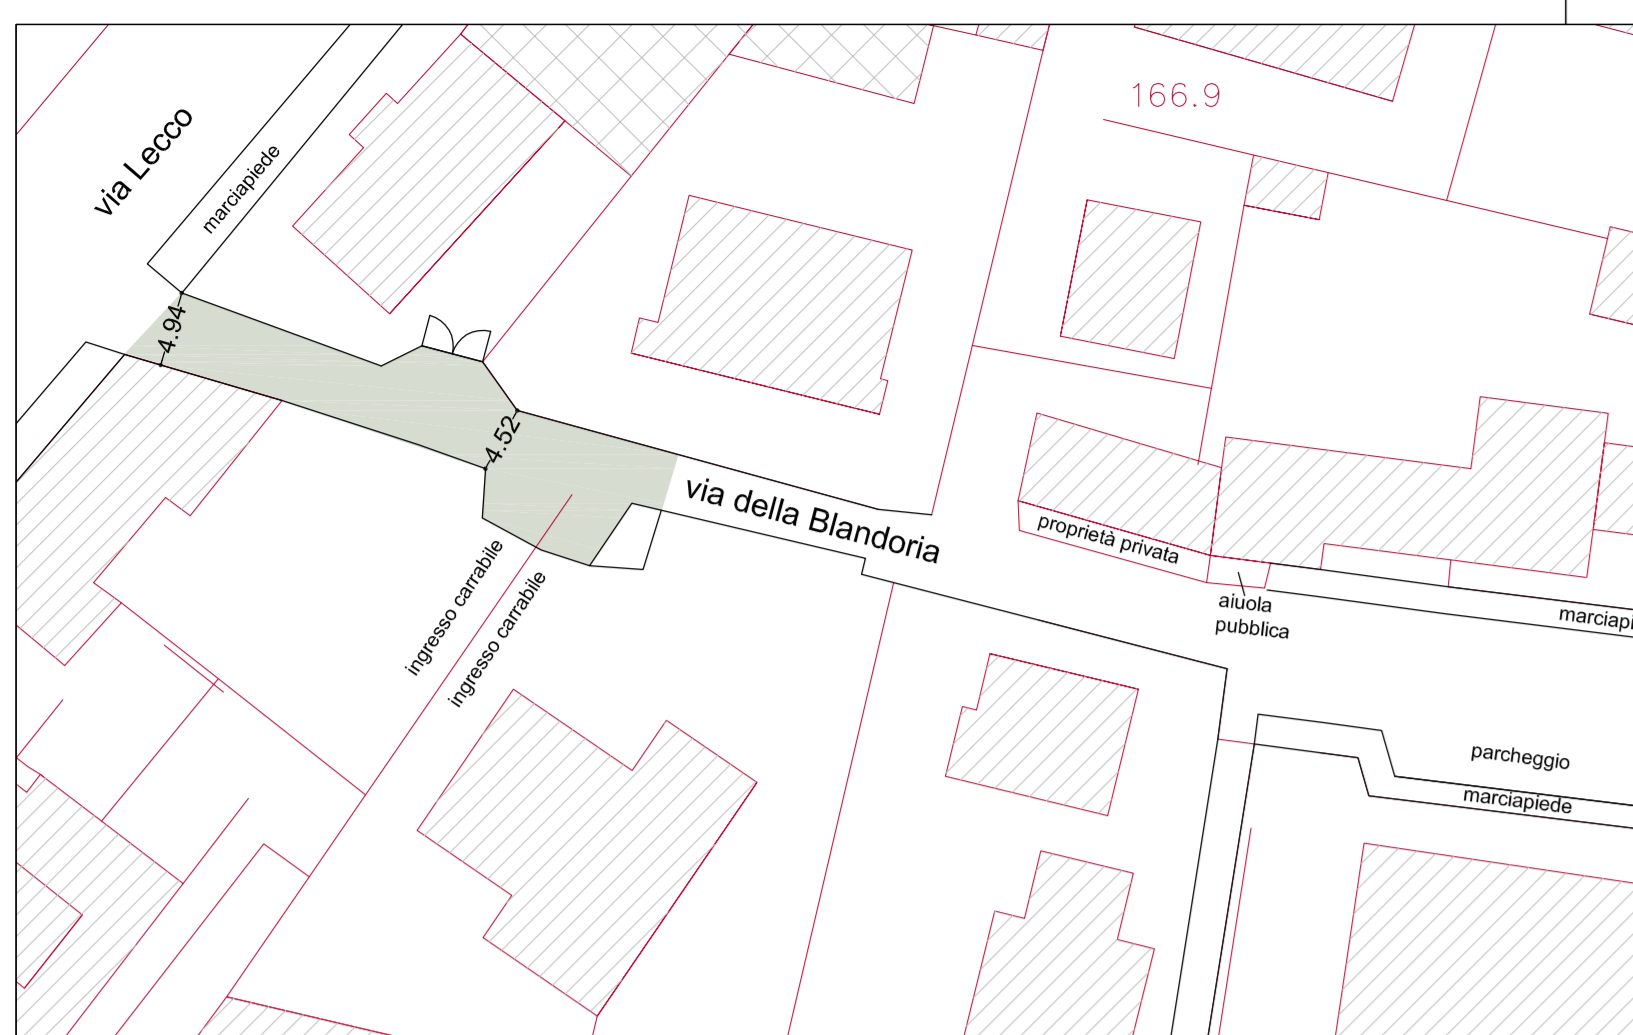 166.9
via Lecco
marciapiede
4.94
4.52
via della Blandoria
proprietà privata
aiuola
pubblica
marciapi
ingresso carrabile
ingresso carrabile
parcheggio
marciapiede